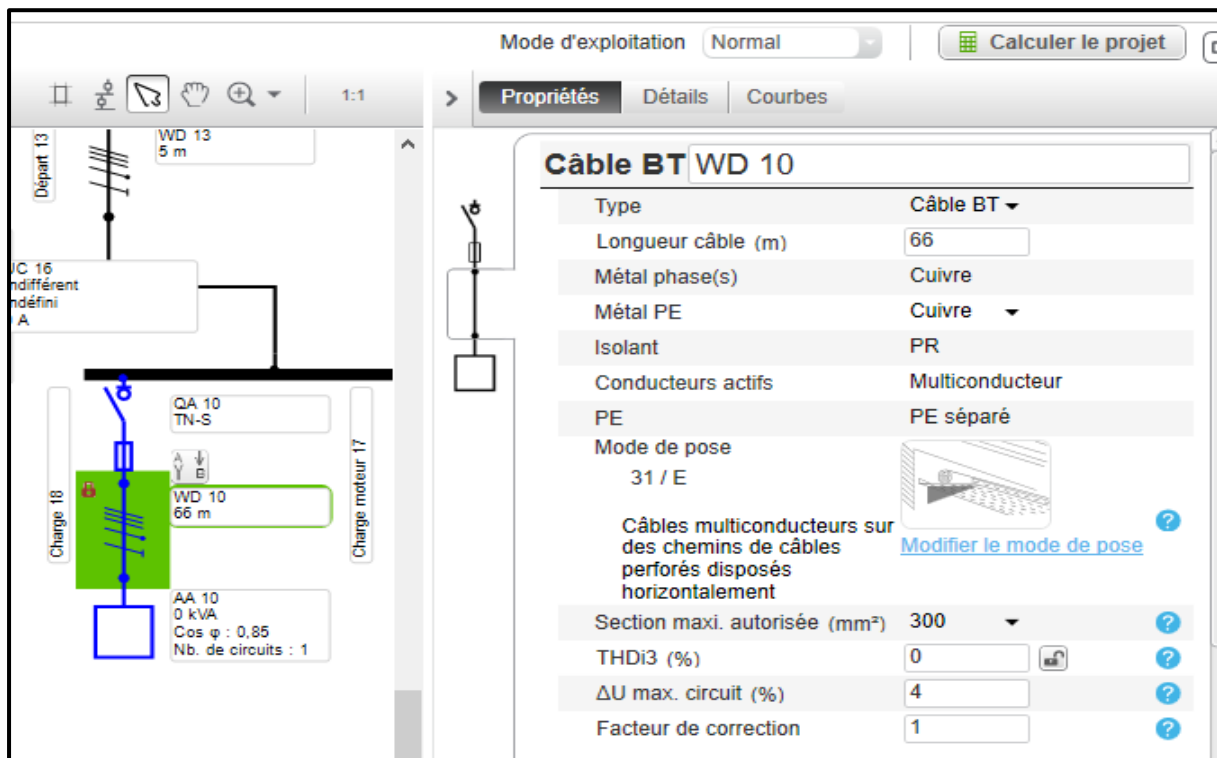 Mode d'exploitation Normal Calculer le projet
1:1 Propriétés Détails Courbes
Départ 13
WD 13
5 m
JC 16
ndifférent
ndéfini
A
QA 10
TN-S
A
B
WD 10
66 m
Charge 18
Charge moteur 17
AA 10
0 kVA
Cos φ : 0,85
Nb. de circuits : 1
Câble BT WD 10
Type Câble BT
Longueur câble (m) 66
Métal phase(s) Cuivre
Métal PE Cuivre
Isolant PR
Conducteurs actifs Multiconducteur
PE PE séparé
Mode de pose
31 / E
Câbles multiconducteurs sur
des chemins de câbles
perforés disposés
horizontalement
Modifier le mode de pose
Section maxi. autorisée (mm²) 300
THDi3 (%) 0
ΔU max. circuit (%) 4
Facteur de correction 1